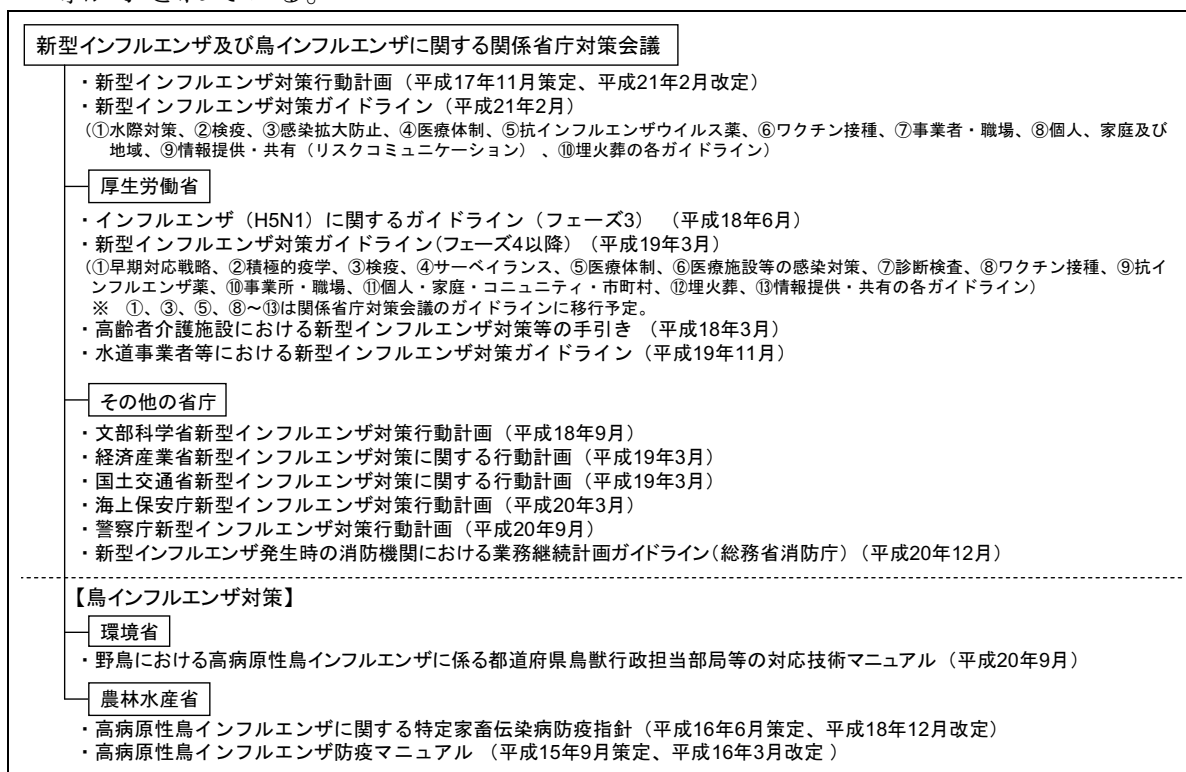 新型インフルエンザ及び鳥インフルエンザに関する関係省庁対策会議
・新型インフルエンザ対策行動計画（平成17年11月策定、平成21年2月改定）
・新型インフルエンザ対策ガイドライン（平成21年2月）
（①水際対策、②検疫、③感染拡大防止、④医療体制、⑤抗インフルエンザウイルス薬、⑥ワクチン接種、⑦事業者・職場、⑧個人、家庭及び
地域、⑨情報提供・共有（リスクコミュニケーション）、⑩埋火葬の各ガイドライン）
厚生労働省
・インフルエンザ（H5N1）に関するガイドライン（フェーズ3）（平成18年6月）
・新型インフルエンザ対策ガイドライン（フェーズ4以降）（平成19年3月）
（①早期対応戦略、②積極的疫学、③検疫、④サーベイランス、⑤医療体制、⑥医療施設等の感染対策、⑦診断検査、⑧ワクチン接種、⑨抗イ
ンフルエンザ薬、⑩事業所・職場、⑪個人・家庭・コニュニティ・市町村、⑫埋火葬、⑬情報提供・共有の各ガイドライン）
※　①、③、⑤、⑧～⑬は関係省庁対策会議のガイドラインに移行予定。
・高齢者介護施設における新型インフルエンザ対策等の手引き（平成18年3月）
・水道事業者等における新型インフルエンザ対策ガイドライン（平成19年11月）
その他の省庁
・文部科学省新型インフルエンザ対策行動計画（平成18年9月）
・経済産業省新型インフルエンザ対策に関する行動計画（平成19年3月）
・国土交通省新型インフルエンザ対策に関する行動計画（平成19年3月）
・海上保安庁新型インフルエンザ対策行動計画（平成20年3月）
・警察庁新型インフルエンザ対策行動計画（平成20年9月）
・新型インフルエンザ発生時の消防機関における業務継続計画ガイドライン（総務省消防庁）（平成20年12月）
【鳥インフルエンザ対策】
環境省
・野鳥における高病原性鳥インフルエンザに係る都道府県鳥獣行政担当部局等の対応技術マニュアル（平成20年9月）
農林水産省
・高病原性鳥インフルエンザに関する特定家畜伝染病防疫指針（平成16年6月策定、平成18年12月改定）
・高病原性鳥インフルエンザ防疫マニュアル（平成15年9月策定、平成16年3月改定）